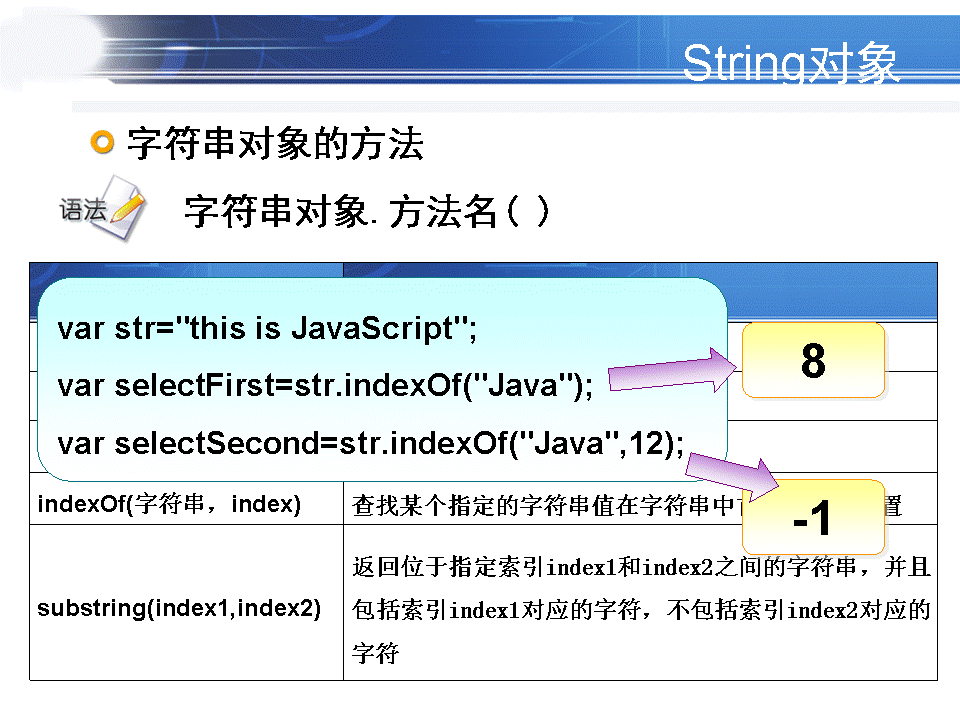 String对象
字符串对象的方法
语法
字符串对象.方法名( )
var str="this is JavaScript";
var selectFirst=str.indexOf("Java");
8
var selectSecond=str.indexOf("Java",12);
indexOf(字符串，index)
查找某个指定的字符串值在字符串中
置
-1
substring(index1,index2)
返回位于指定索引index1和index2之间的字符串，并且
包括索引index1对应的字符，不包括索引index2对应的
字符